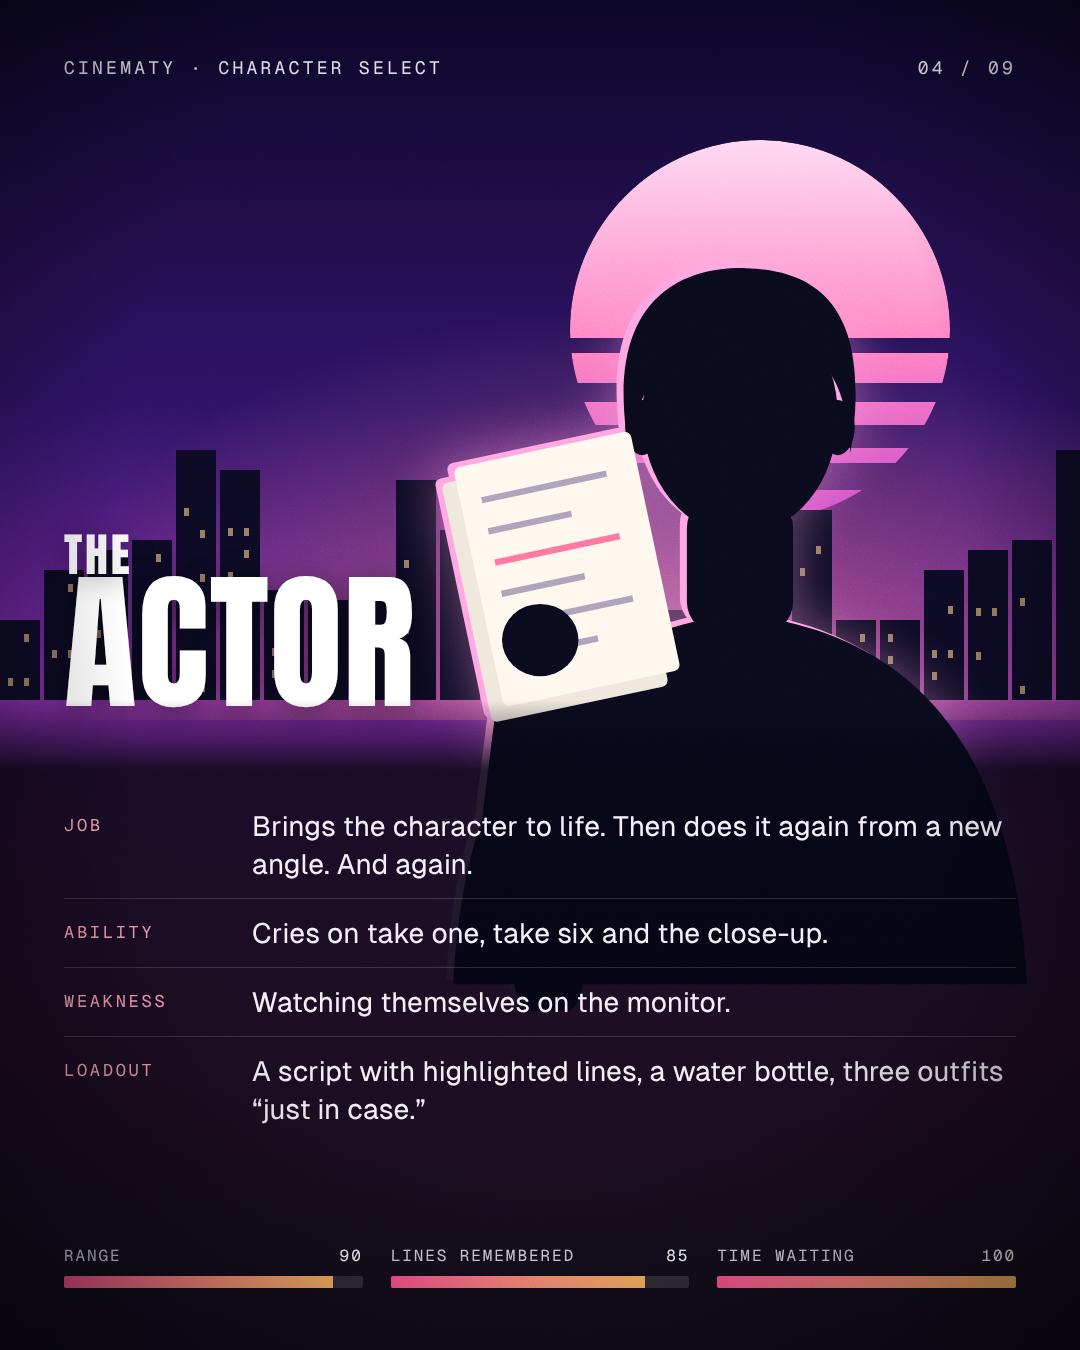 CINEMATY · CHARACTER SELECT
04 / 09
THE
ACTOR
JOB
Brings the character to life. Then does it again from a new
angle. And again.
ABILITY
Cries on take one, take six and the close-up.
WEAKNESS
Watching themselves on the monitor.
LOADOUT
A script with highlighted lines, a water bottle, three outfits
“just in case.”
RANGE 90
LINES REMEMBERED 85
TIME WAITING 100